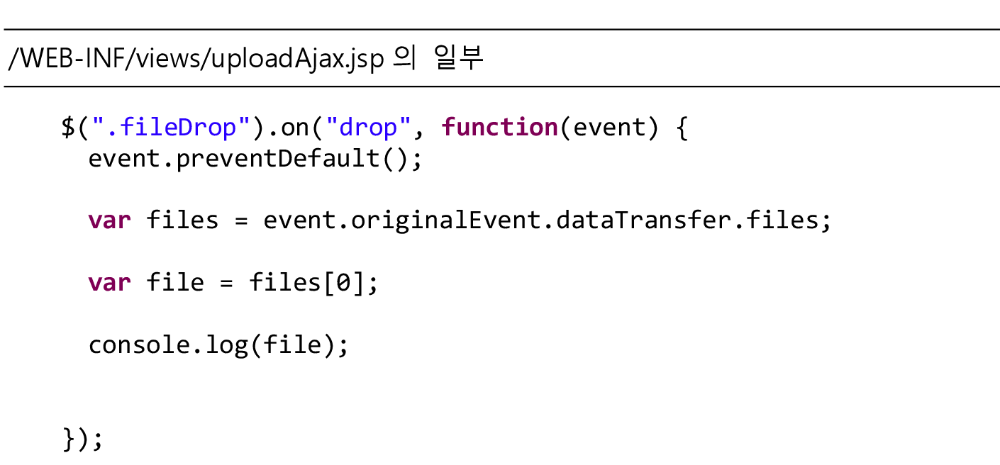 /WEB-INF/views/uploadAjax.jsp 의 일부
$(".fileDrop").on("drop", function(event) {
event.preventDefault();
var files = event.originalEvent.dataTransfer.files;
var file = files[0];
console.log(file);
});